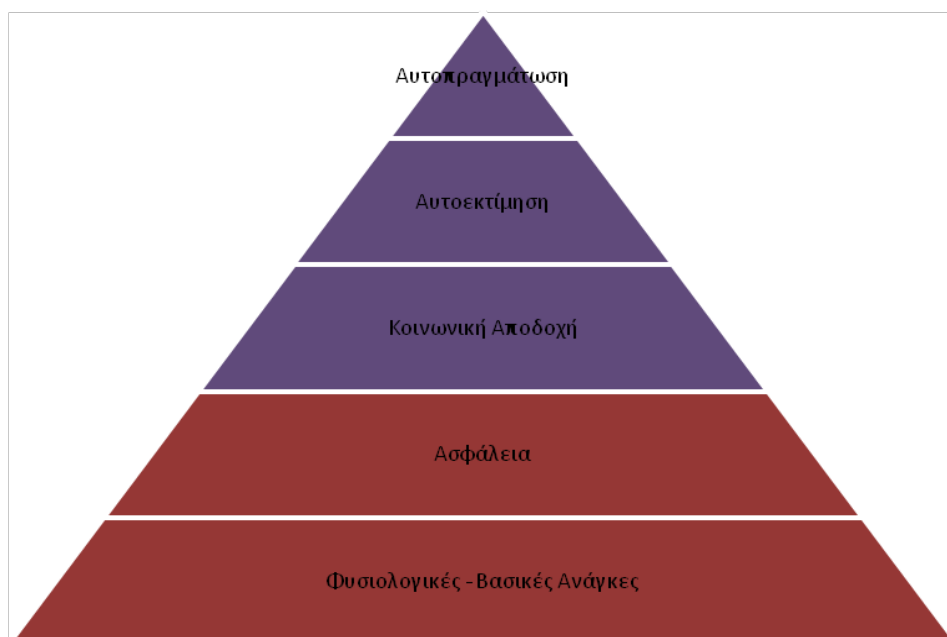 Αυτοπραγμάτωση
Αυτοεκτίμηση
Κοινωνική Αποδοχή
Ασφάλεια
Φυσιολογικές - Βασικές Ανάγκες